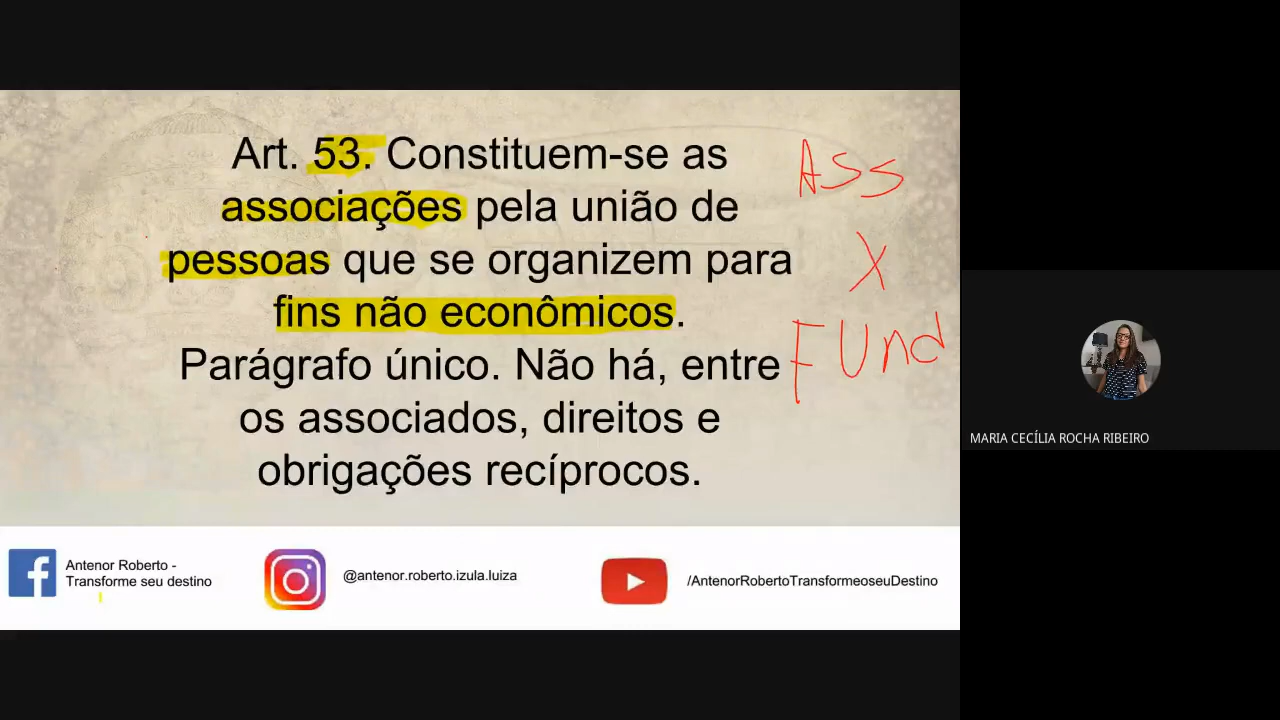 Art. 53. Constituem-se as
associações pela união de
pessoas que se organizem para
fins não econômicos.
Parágrafo único. Não há, entre
os associados, direitos e
obrigações recíprocos.
ASS
X
FUnd
MARIA CECÍLIA ROCHA RIBEIRO
Antenor Roberto -
Transforme seu destino
@antenor.roberto.izula.luiza
/AntenorRobertoTransformeoseuDestino